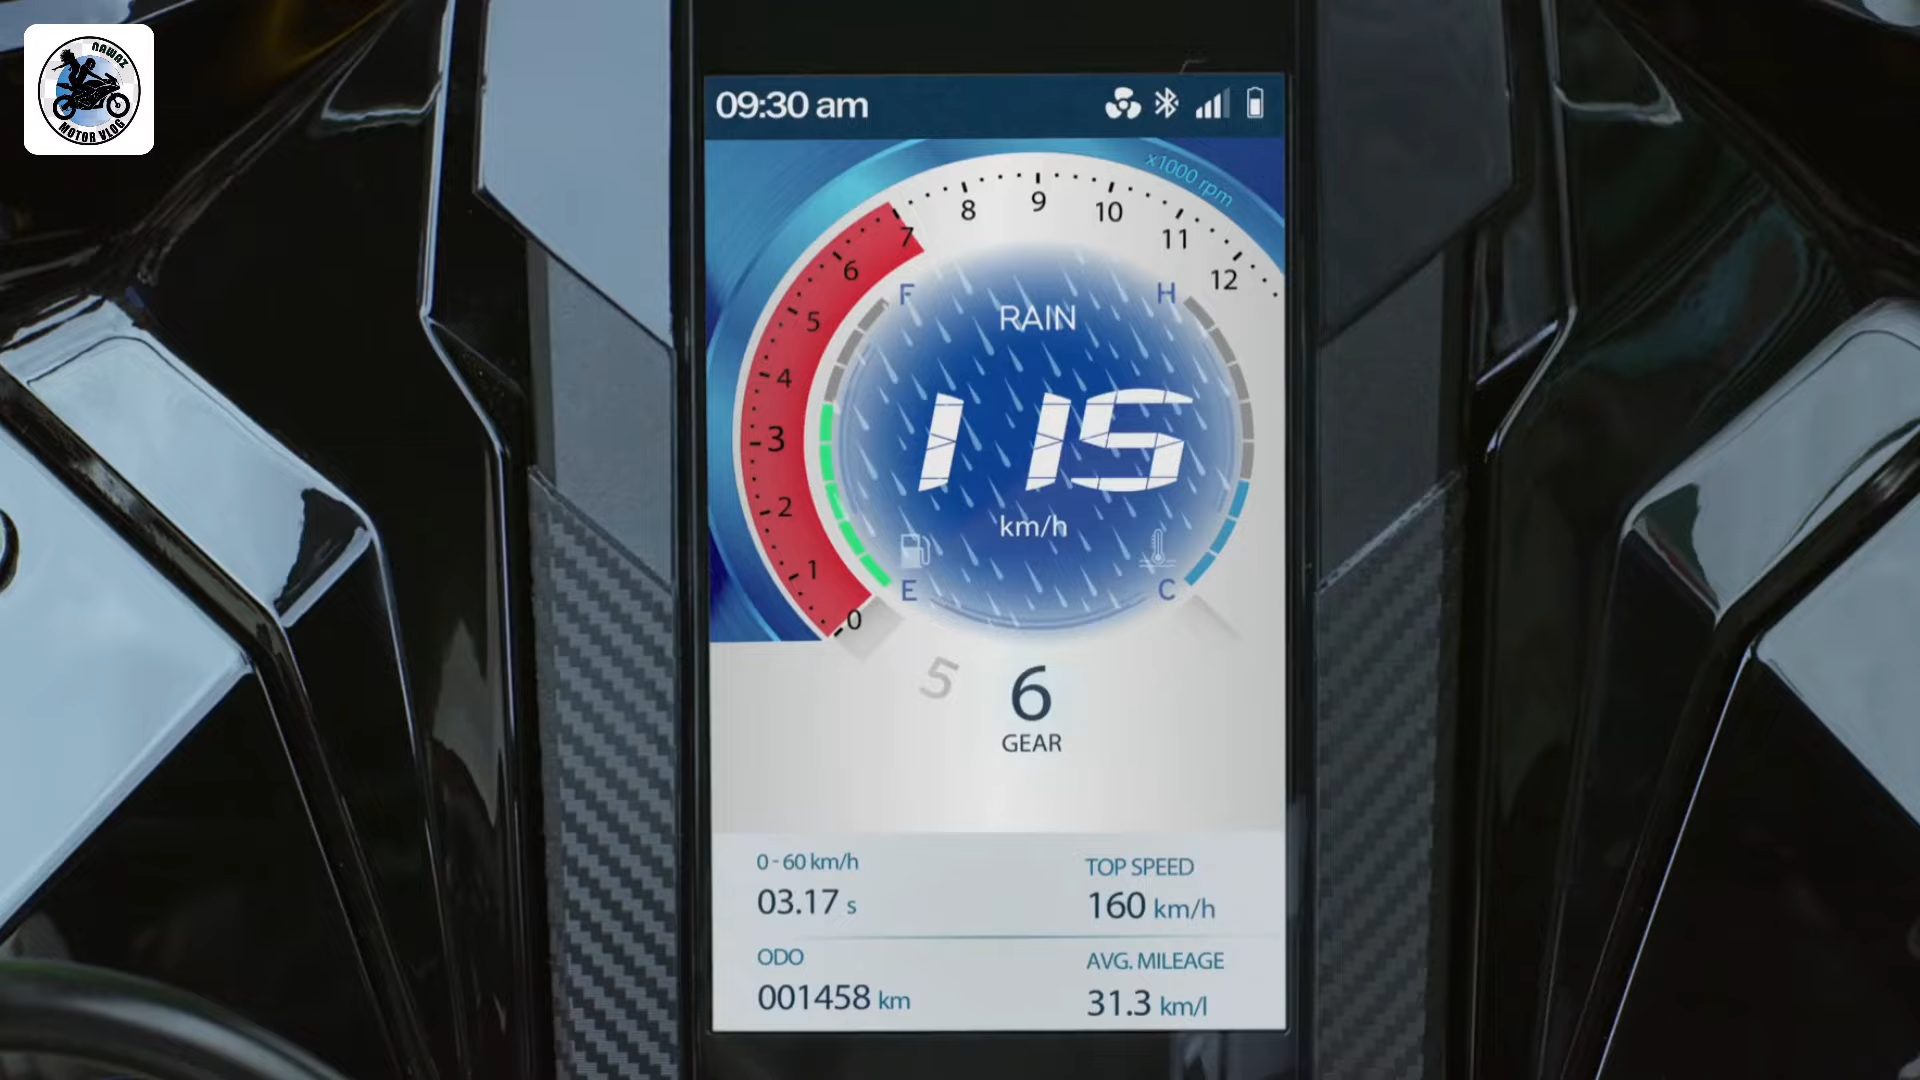 NAWAZ
MOTOR VLOG
09:30 am
x1000 rpm
0
1
2
3
4
5
6
7
8
9
10
11
12
F
H
RAIN
115
km/h
E
C
5
6
GEAR
0 - 60 km/h
03.17 s
TOP SPEED
160 km/h
ODO
001458 km
AVG. MILEAGE
31.3 km/l